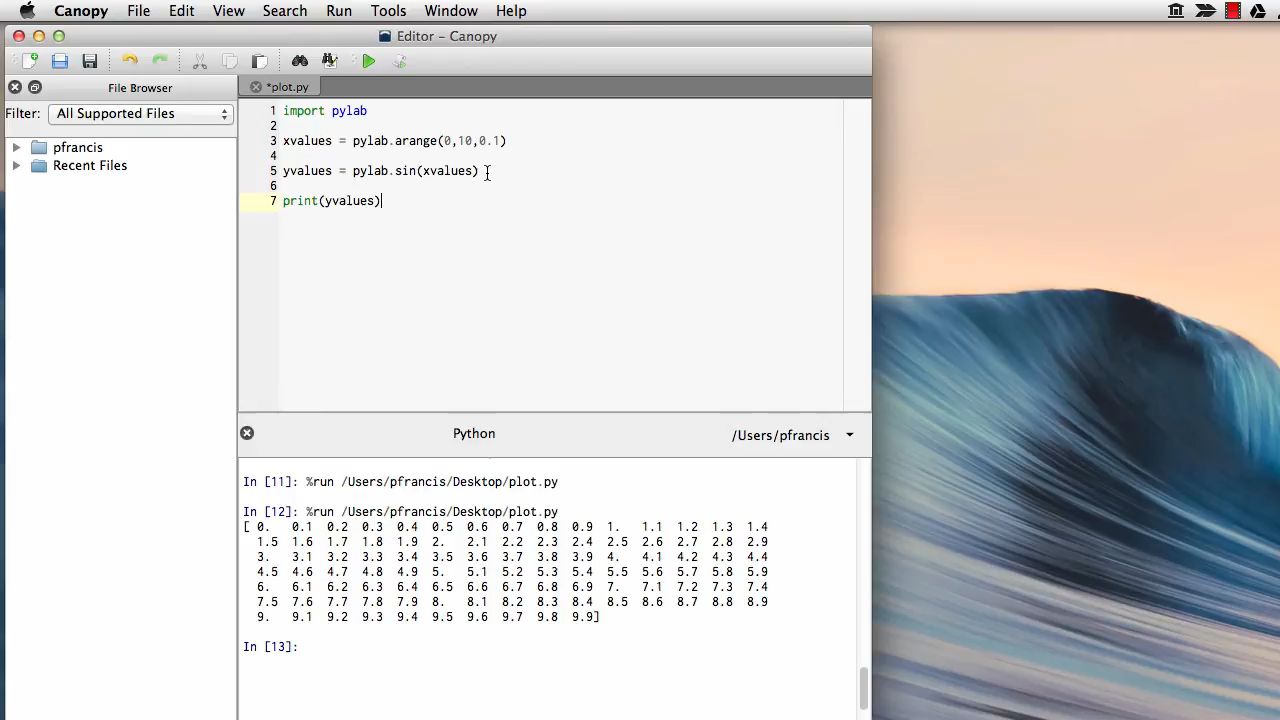 Canopy File Edit View Search Run Tools Window Help
Editor – Canopy
File Browser
*plot.py
Filter: All Supported Files
pfrancis
Recent Files
1 import pylab
2
3 xvalues = pylab.arange(0,10,0.1)
4
5 yvalues = pylab.sin(xvalues)
6
7 print(yvalues)
Python
/Users/pfrancis
In [11]: %run /Users/pfrancis/Desktop/plot.py
In [12]: %run /Users/pfrancis/Desktop/plot.py
[ 0. 0.1 0.2 0.3 0.4 0.5 0.6 0.7 0.8 0.9 1. 1.1 1.2 1.3 1.4
1.5 1.6 1.7 1.8 1.9 2. 2.1 2.2 2.3 2.4 2.5 2.6 2.7 2.8 2.9
3. 3.1 3.2 3.3 3.4 3.5 3.6 3.7 3.8 3.9 4. 4.1 4.2 4.3 4.4
4.5 4.6 4.7 4.8 4.9 5. 5.1 5.2 5.3 5.4 5.5 5.6 5.7 5.8 5.9
6. 6.1 6.2 6.3 6.4 6.5 6.6 6.7 6.8 6.9 7. 7.1 7.2 7.3 7.4
7.5 7.6 7.7 7.8 7.9 8. 8.1 8.2 8.3 8.4 8.5 8.6 8.7 8.8 8.9
9. 9.1 9.2 9.3 9.4 9.5 9.6 9.7 9.8 9.9]
In [13]: